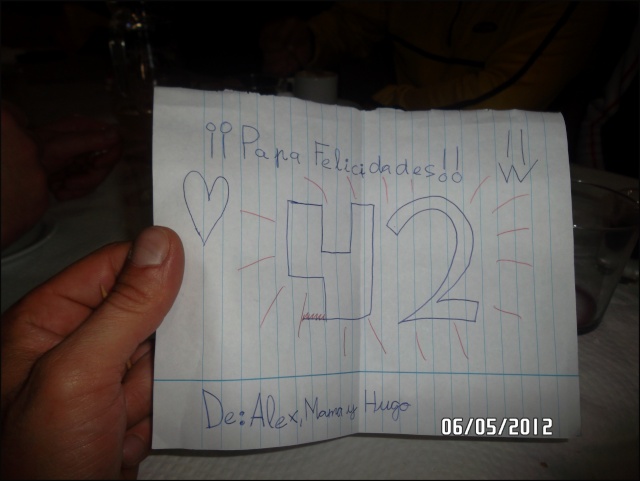 ¡¡Papa Felicidades!!
42
De: Alex, Mama y Hugo
06/05/2012